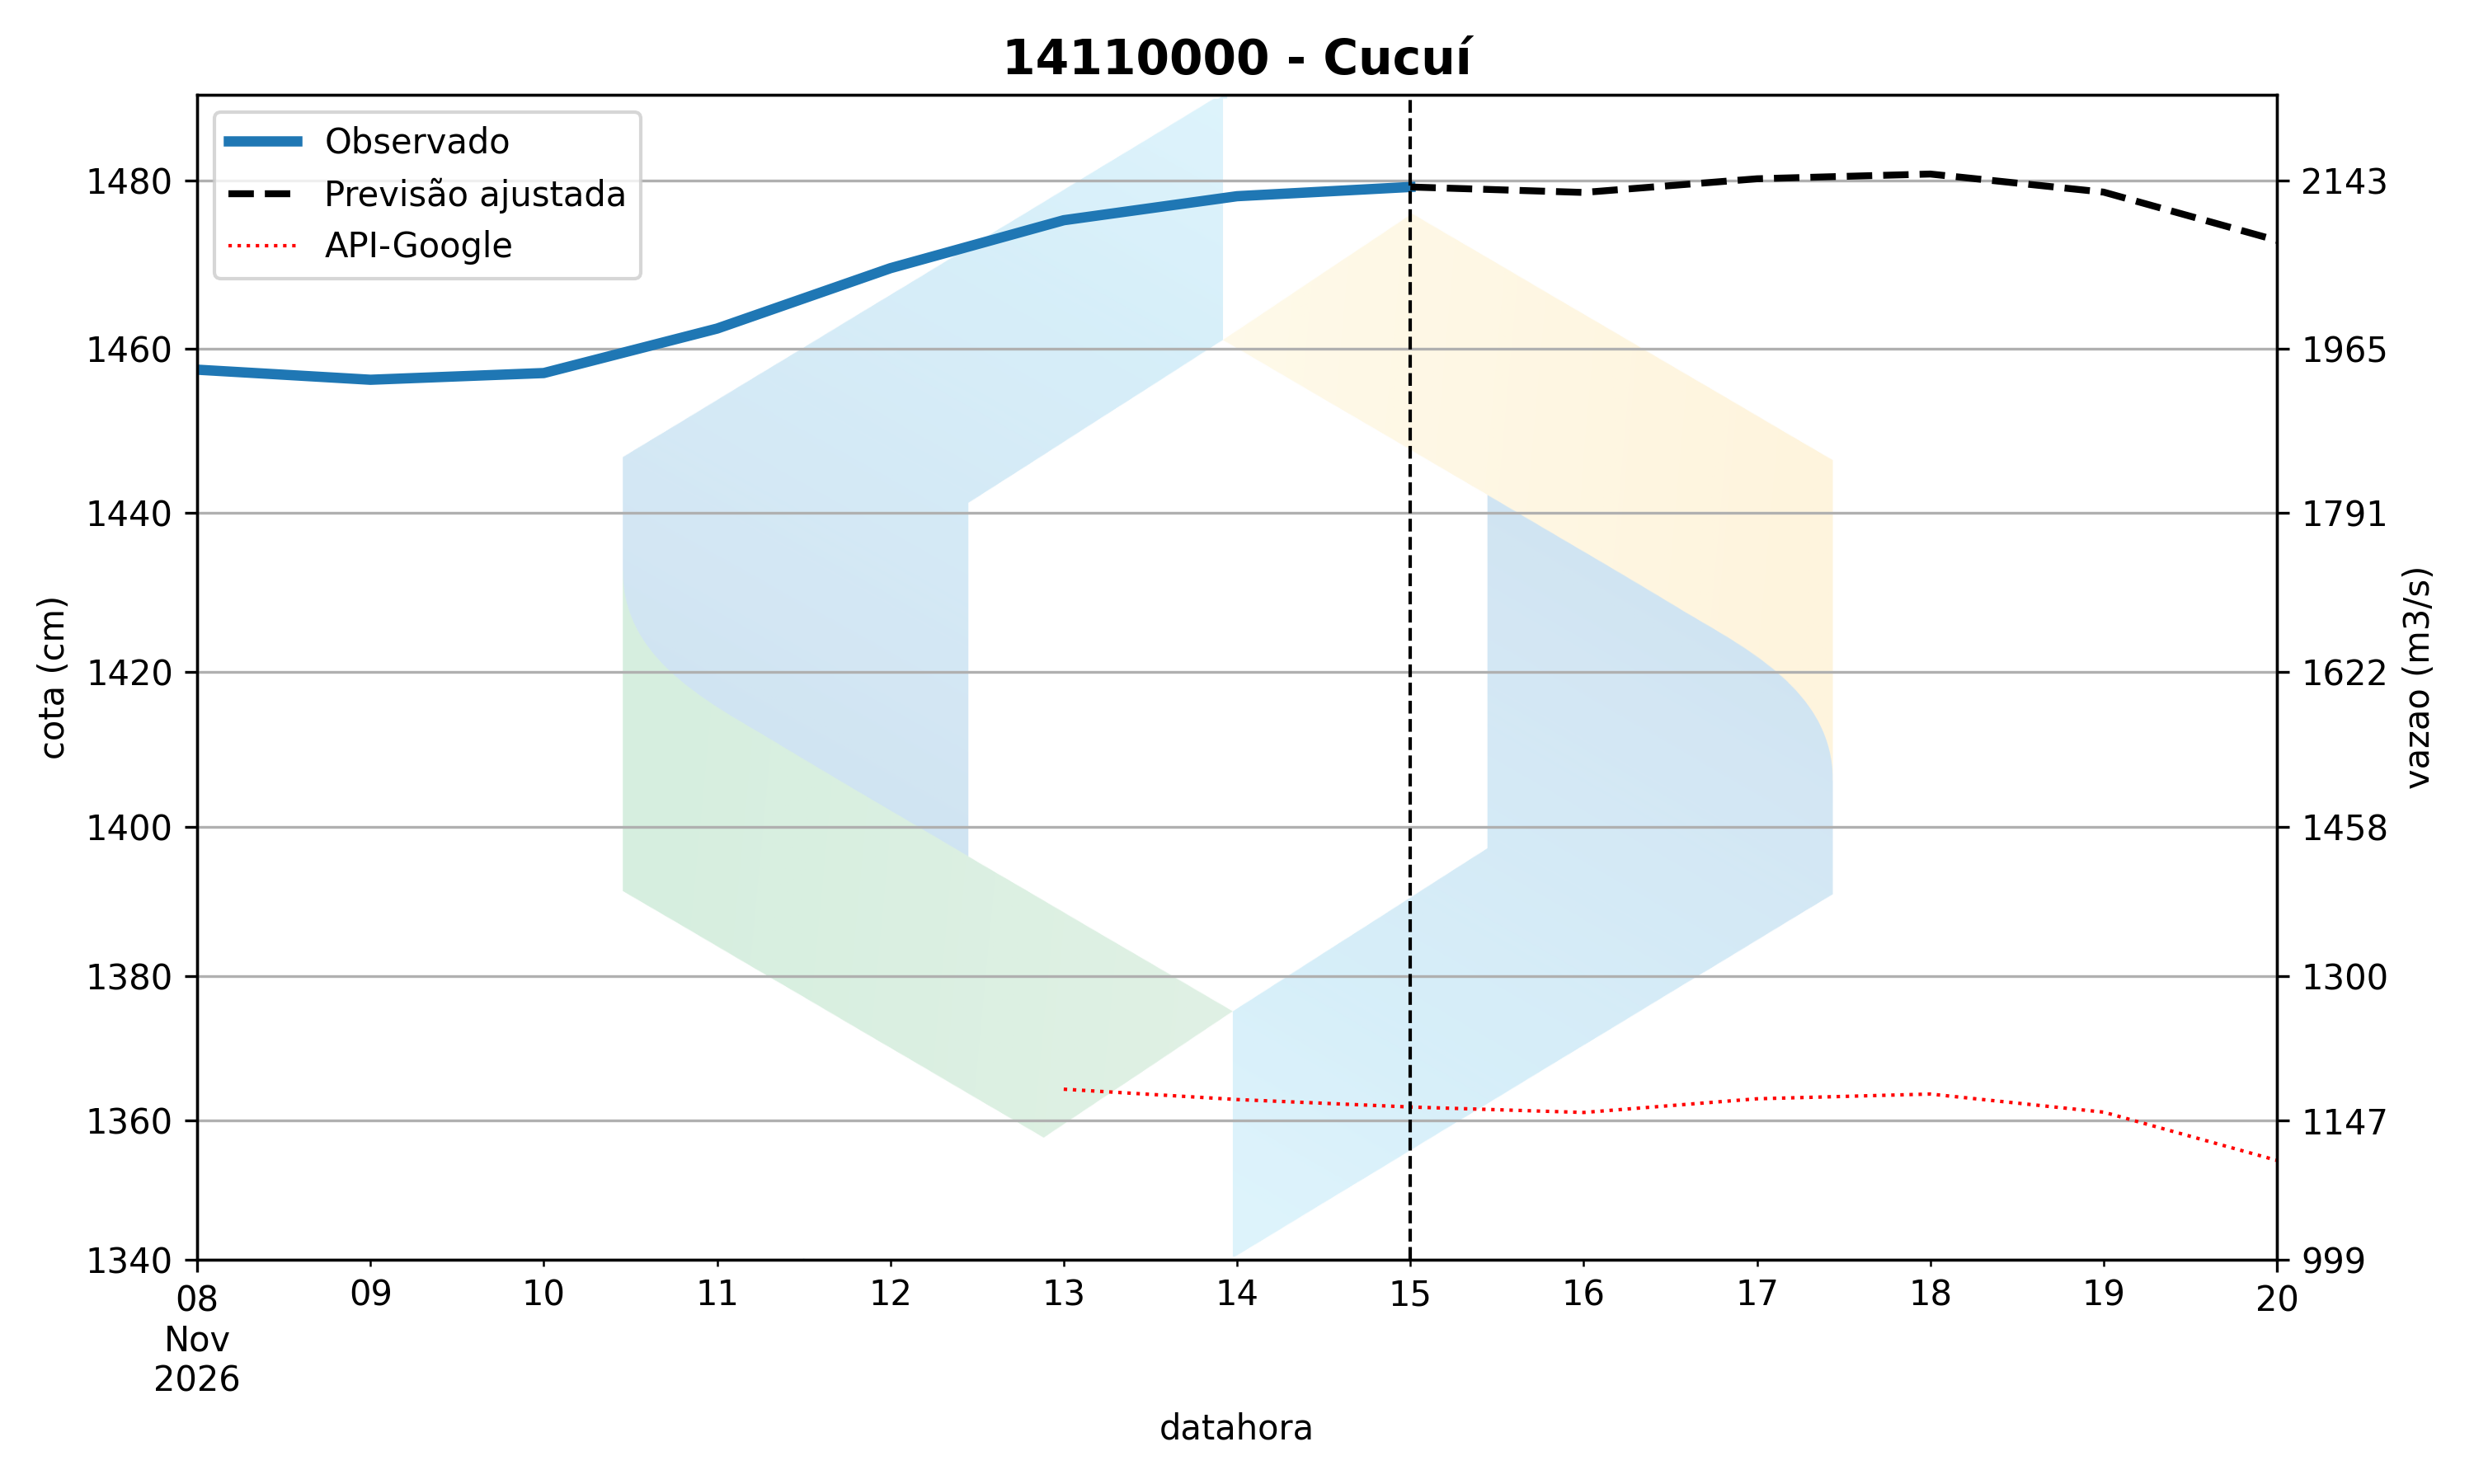 14110000 - Cucuí
Observado
Previsão ajustada
API-Google
1480
1460
1440
1420
1400
1380
1360
1340
cota (cm)
2143
1965
1791
1622
1458
1300
1147
999
vazao (m3/s)
08 09 10 11 12 13 14 15 16 17 18 19 20
Nov
2026
datahora